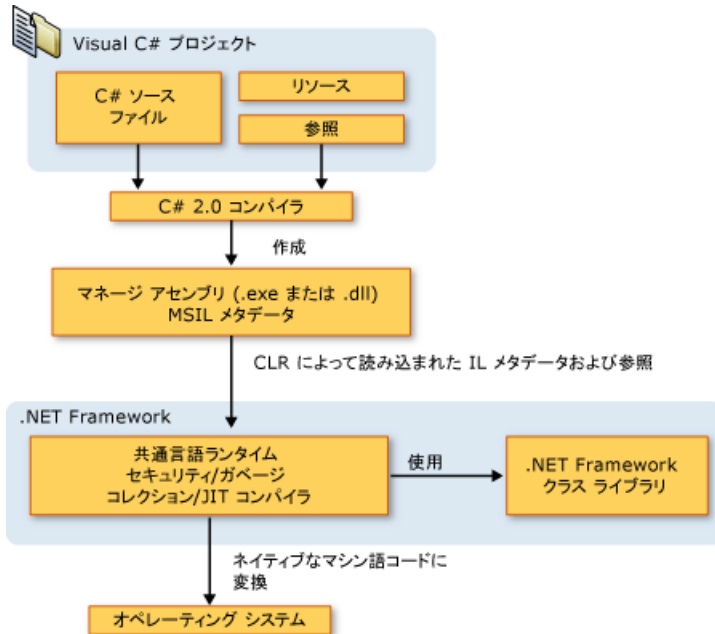 Visual C# プロジェクト
C# ソース
ファイル
リソース
参照
C# 2.0 コンパイラ
作成
マネージ アセンブリ (.exe または .dll)
MSIL メタデータ
CLR によって読み込まれた IL メタデータおよび参照
.NET Framework
共通言語ランタイム
セキュリティ/ガベージ
コレクション/JIT コンパイラ
使用
.NET Framework
クラス ライブラリ
ネイティブなマシン語コードに
変換
オペレーティング システム